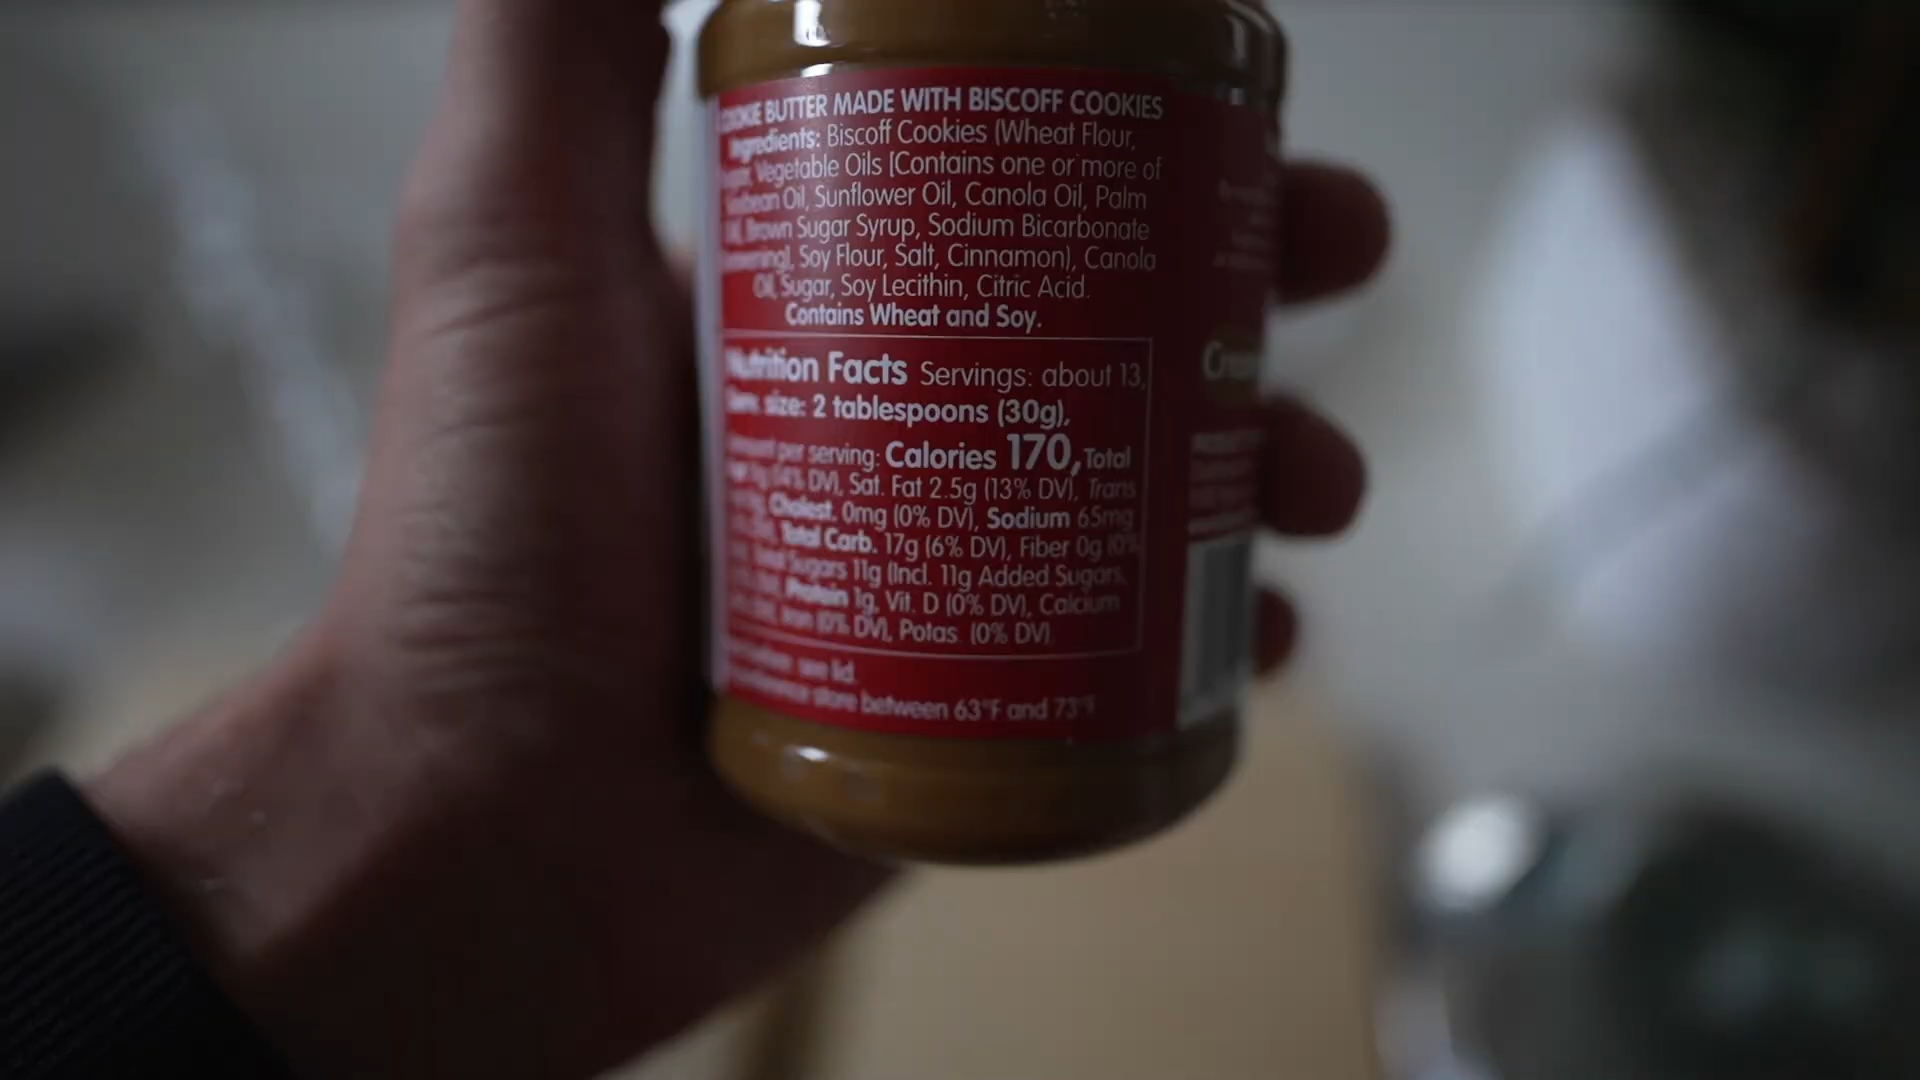 COOKIE BUTTER MADE WITH BISCOFF COOKIES
Ingredients: Biscoff Cookies (Wheat Flour,
Vegetable Oils [Contains one or more of
Soybean Oil, Sunflower Oil, Canola Oil, Palm
Brown Sugar Syrup, Sodium Bicarbonate
Soy Flour, Salt, Cinnamon), Canola
Oil, Sugar, Soy Lecithin, Citric Acid.
Contains Wheat and Soy.
Nutrition Facts Servings: about 13,
Serv. size: 2 tablespoons (30g),
per serving: Calories 170, Total
DV), Sat. Fat 2.5g (13% DV), Trans
Cholest. 0mg (0% DV), Sodium 65mg
Total Carb. 17g (6% DV), Fiber 0g (0%
Sugars 11g (Incl. 11g Added Sugars,
Protein 1g, Vit. D (0% DV), Calcium
Iron (0% DV), Potas. (0% DV)
see lid.
store between 63°F and 73°F